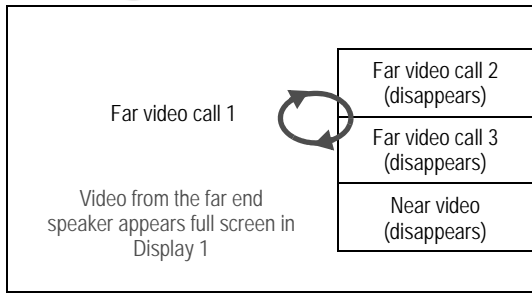 Far video call 1
Video from the far end
speaker appears full screen in
Display 1
Far video call 2
(disappears)
Far video call 3
(disappears)
Near video
(disappears)